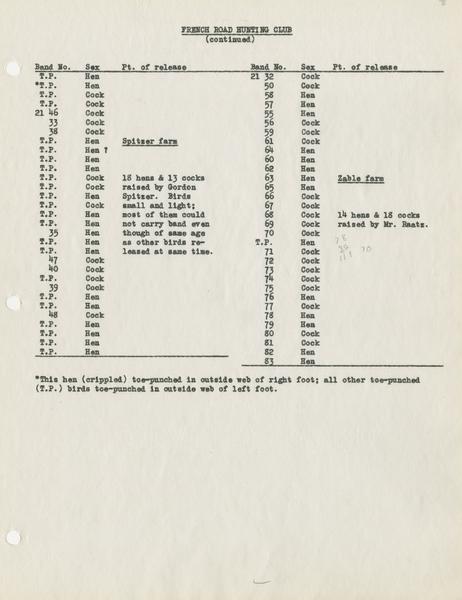 FRENCH ROAD HUNTING CLUB
(continued)
Band No. Sex Pt. of release
T.P. Hen
*T.P. Hen
T.P. Cock
T.P. Cock
21 46 Cock
33 Cock
38 Cock
T.P. Hen Spitzer farm
T.P. Hen ?
T.P. Hen
T.P. Hen
T.P. Cock 18 hens & 13 cocks
T.P. Cock raised by Gordon
T.P. Hen Spitzer. Birds
T.P. Cock small and light;
T.P. Hen most of them could
T.P. Hen not carry band even
35 Hen though of same age
T.P. Hen as other birds re-
T.P. Hen leased at same time.
47 Cock
40 Cock
T.P. Cock
39 Cock
T.P. Hen
T.P. Hen
48 Cock
T.P. Hen
T.P. Hen
T.P. Hen
T.P. Hen
Band No. Sex Pt. of release
21 32 Cock
50 Cock
58 Hen
57 Hen
55 Hen
56 Cock
59 Cock
61 Cock
64 Hen
60 Hen
62 Hen
63 Hen Zable farm
65 Hen
66 Cock
67 Cock
68 Cock 14 hens & 18 cocks
69 Cock raised by Mr. Raatz.
70 Cock
T.P. Hen
71 Cock
72 Cock
73 Cock
74 Cock
75 Cock
76 Hen
77 Cock
78 Hen
79 Hen
80 Cock
81 Cock
82 Hen
83 Hen
*This hen (crippled) toe-punched in outside web of right foot; all other toe-punched
(T.P.) birds toe-punched in outside web of left foot.